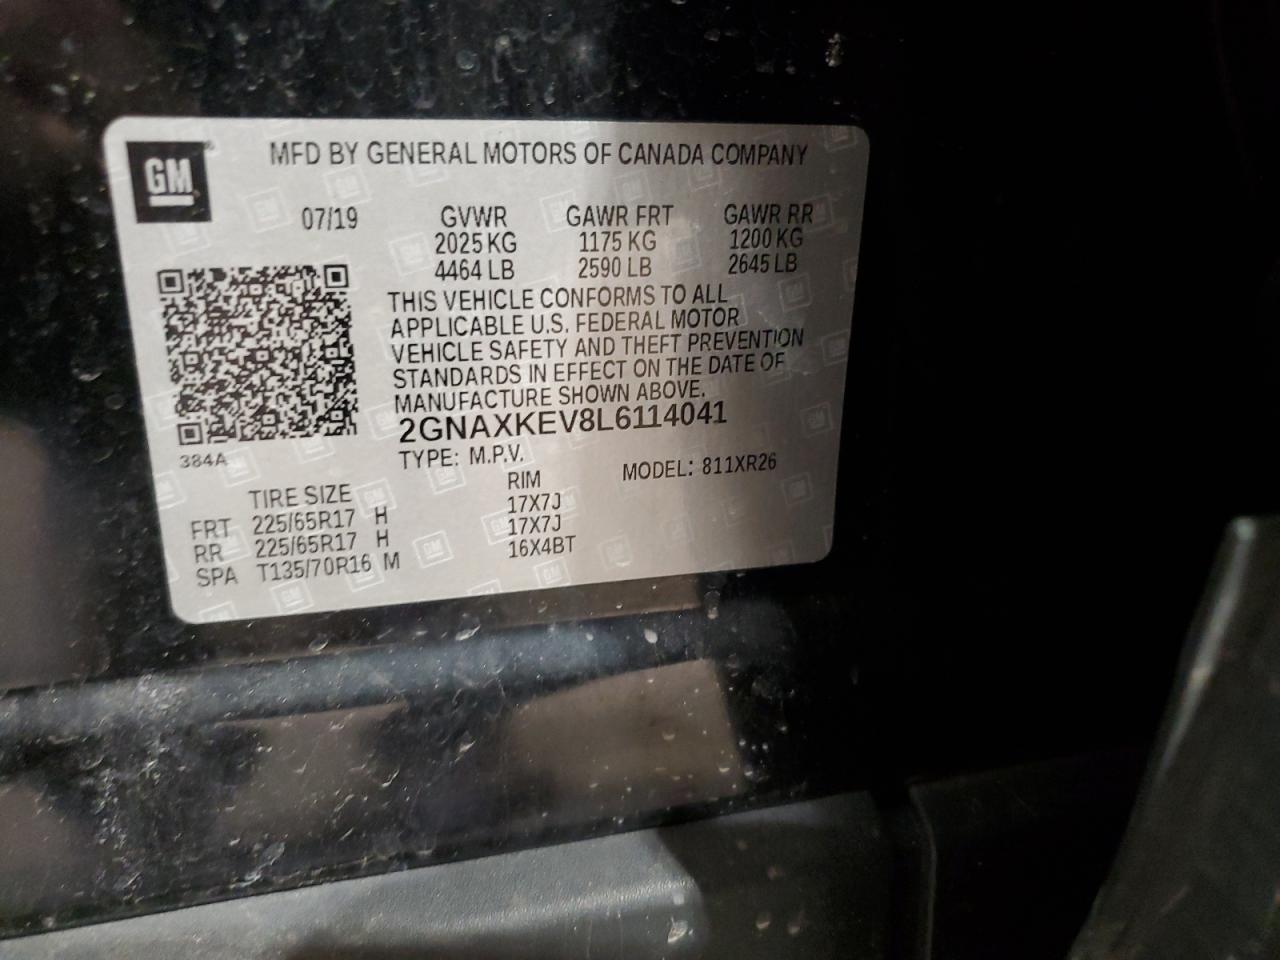 GM
MFD BY GENERAL MOTORS OF CANADA COMPANY
07/19 GVWR GAWR FRT GAWR RR
2025 KG 1175 KG 1200 KG
4464 LB 2590 LB 2645 LB
THIS VEHICLE CONFORMS TO ALL
APPLICABLE U.S. FEDERAL MOTOR
VEHICLE SAFETY AND THEFT PREVENTION
STANDARDS IN EFFECT ON THE DATE OF
MANUFACTURE SHOWN ABOVE.
2GNAXKEV8L6114041
384A
TYPE: M.P.V. MODEL: 811XR26
TIRE SIZE RIM
FRT 225/65R17 H 17X7J
RR 225/65R17 H 17X7J
SPA T135/70R16 M 16X4BT